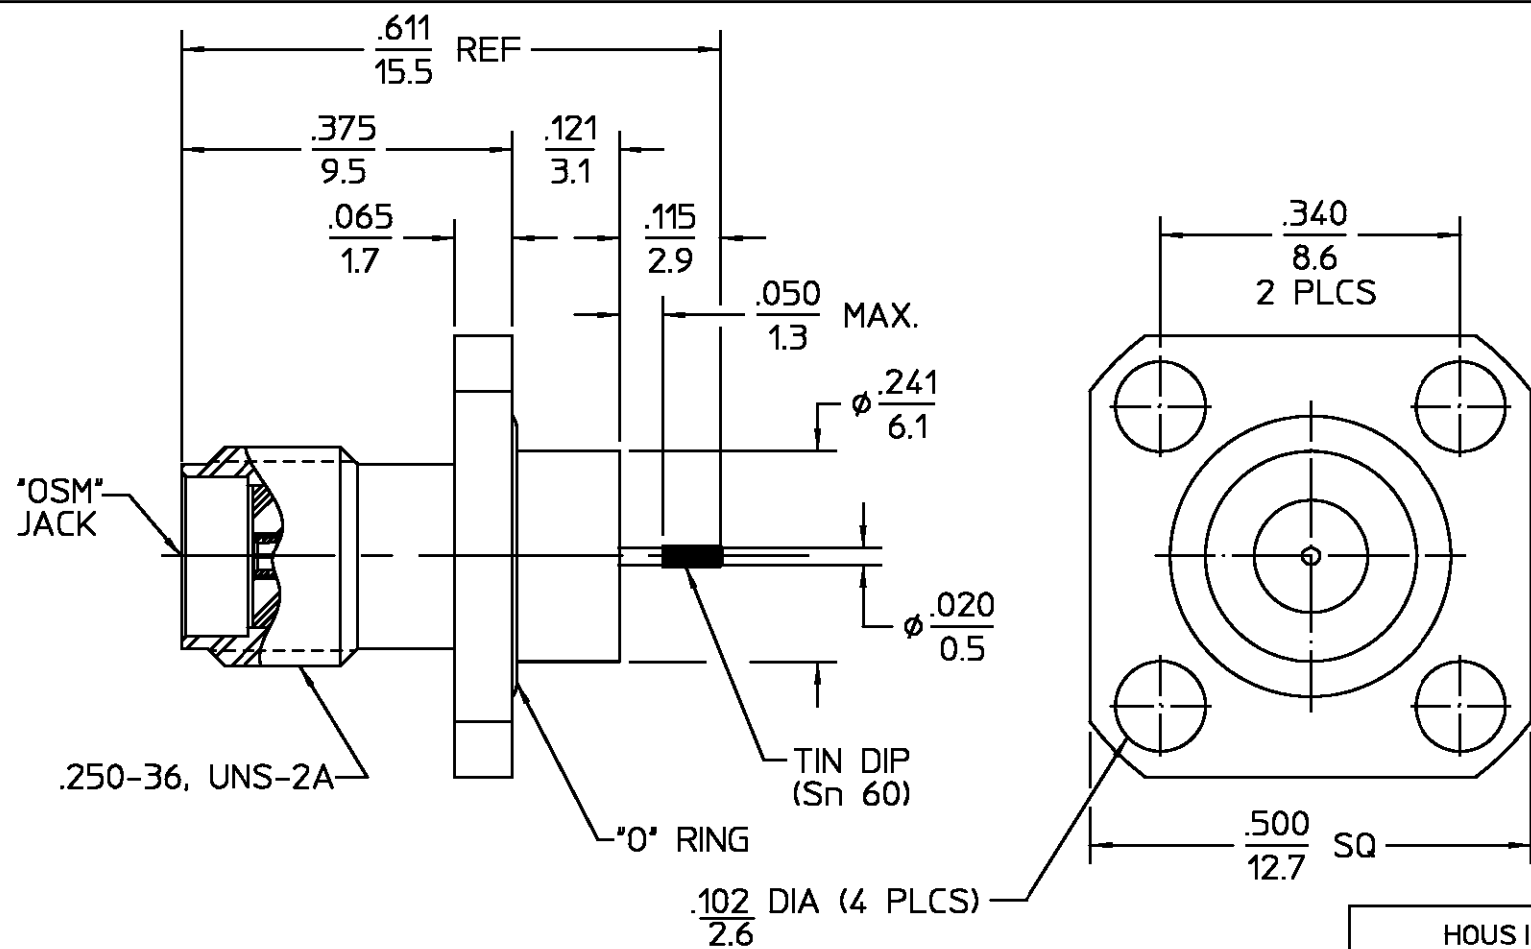 .611
15.5 REF
.375
9.5
.121
3.1
.065
1.7
.115
2.9
.050
1.3 MAX.
.340
8.6
2 PLCS
ø .241
6.1
"OSM"
JACK
ø .020
0.5
.250-36, UNS-2A
TIN DIP
(Sn 60)
"O" RING
.500
12.7 SQ
.102
2.6 DIA (4 PLCS)
HOUSI